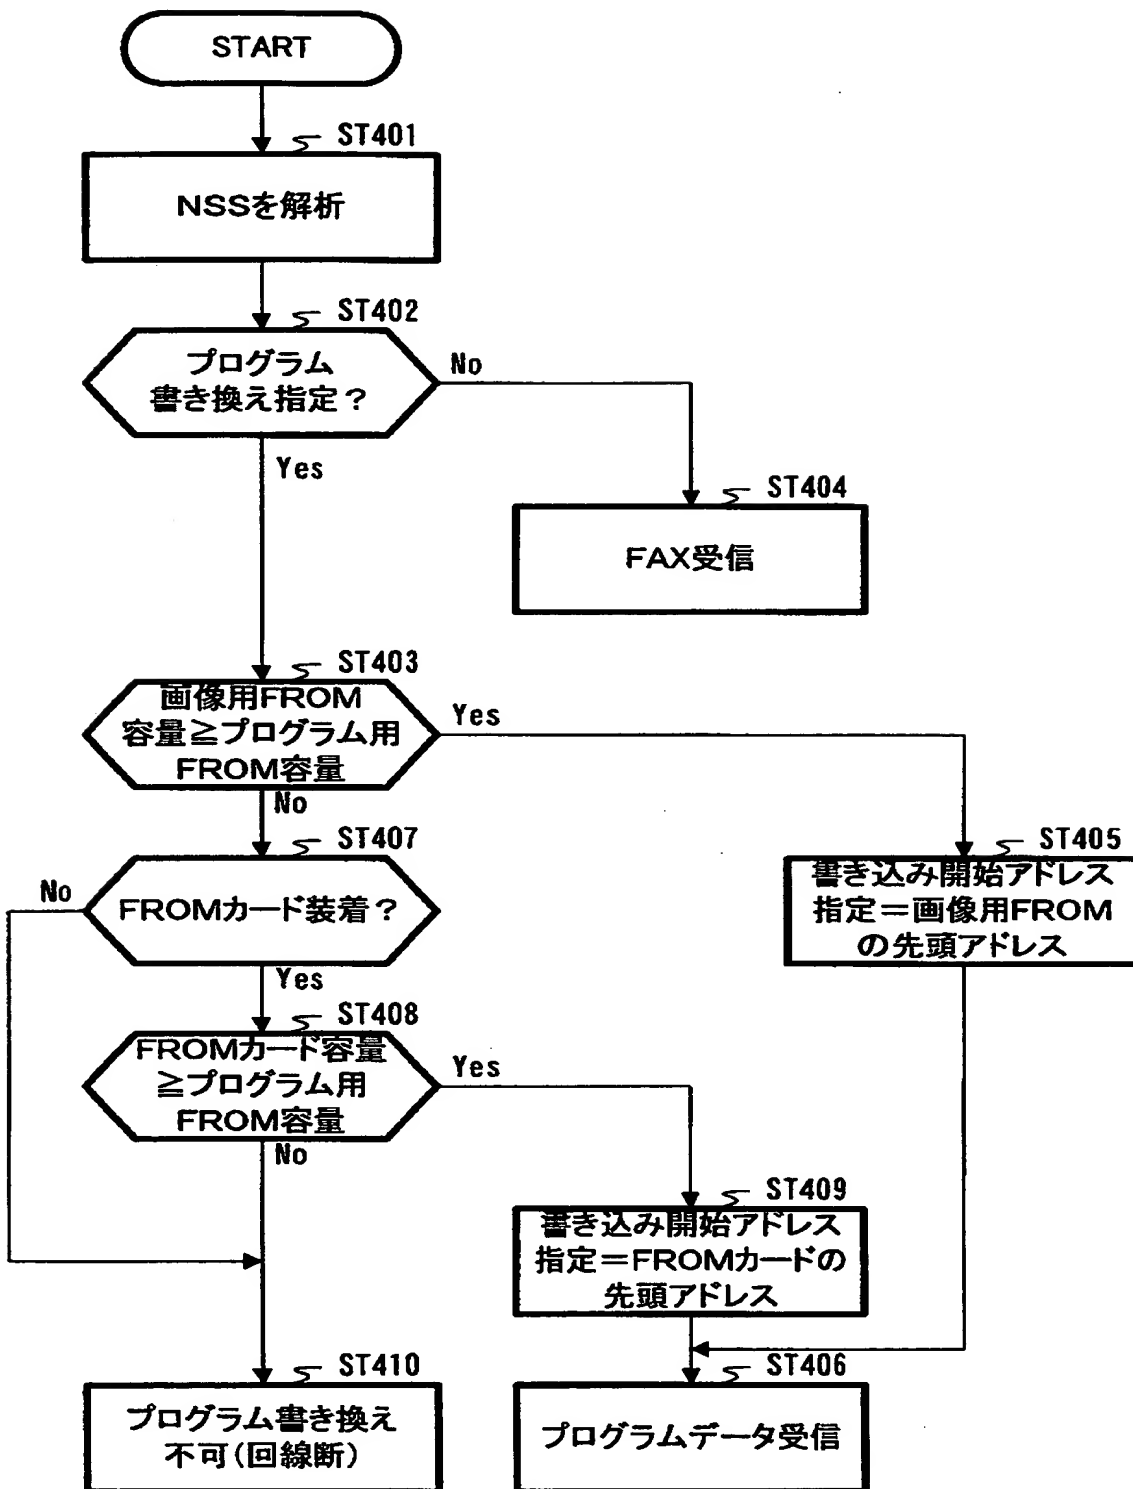 START
ST401
NSSを解析
ST402
プログラム
書き換え指定？
No
Yes
ST404
FAX受信
ST403
画像用FROM
容量≧プログラム用
FROM容量
Yes
No
ST407
FROMカード装着？
No
Yes
ST405
書き込み開始アドレス
指定＝画像用FROM
の先頭アドレス
ST408
FROMカード容量
≧プログラム用
FROM容量
Yes
No
ST409
書き込み開始アドレス
指定＝FROMカードの
先頭アドレス
ST410
プログラム書き換え
不可(回線断)
ST406
プログラムデータ受信